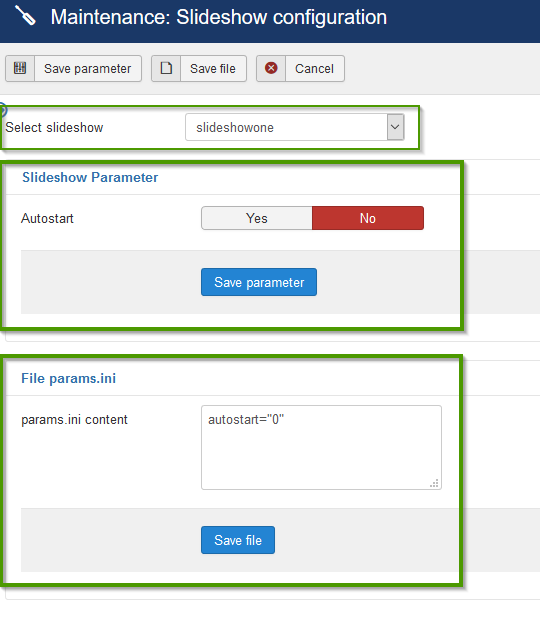 Maintenance: Slideshow configuration
Save parameter Save file Cancel
Select slideshow slideshowone
Slideshow Parameter
Autostart Yes No
Save parameter
File params.ini
params.ini content autostart="0"
Save file